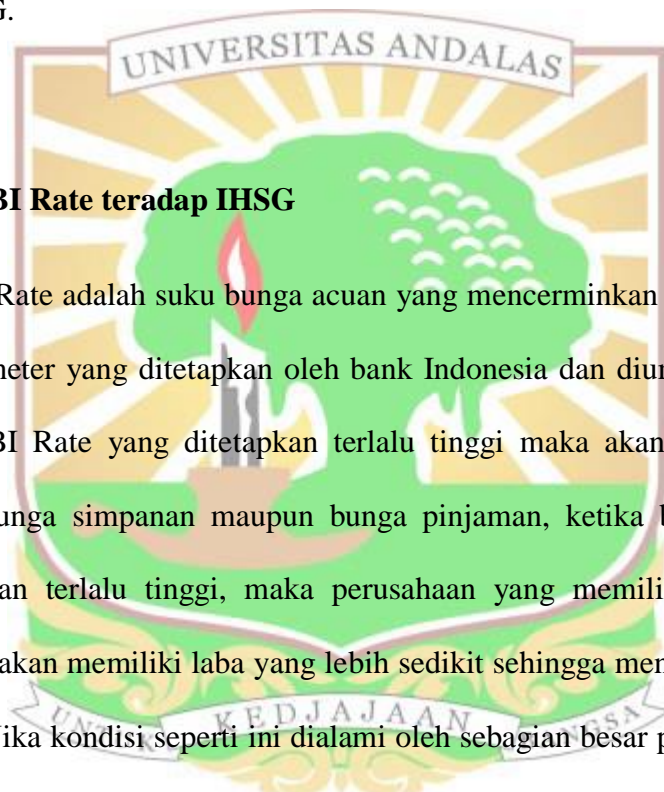 G.
UNIVERSITAS ANDALAS
BI Rate teradap IHSG
Rate adalah suku bunga acuan yang mencerminkan
neter yang ditetapkan oleh bank Indonesia dan diu
BI Rate yang ditetapkan terlalu tinggi maka akan
unga simpanan maupun bunga pinjaman, ketika b
an terlalu tinggi, maka perusahaan yang memili
akan memiliki laba yang lebih sedikit sehingga men
UNTUK KEDJAJAAN BANGSA
Jika kondisi seperti ini dialami oleh sebagian besar p